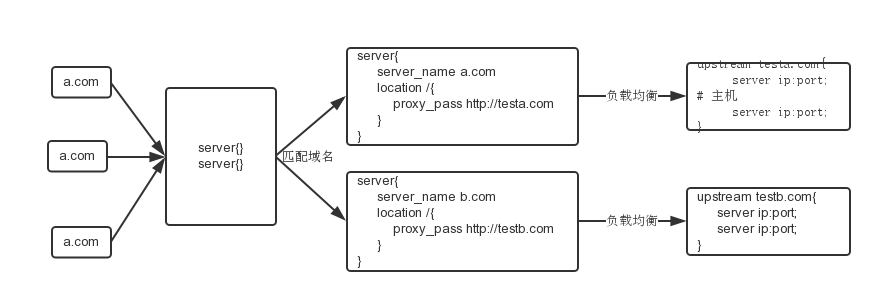 a.com
a.com
a.com
server{}
server{}
匹配域名
server{
server_name a.com
location /{
proxy_pass http://testa.com
}
}
负载均衡
upstream testa.com{
server ip:port;
# 主机
server ip:port;
}
server{
server_name b.com
location /{
proxy_pass http://testb.com
}
}
负载均衡
upstream testb.com{
server ip:port;
server ip:port;
}